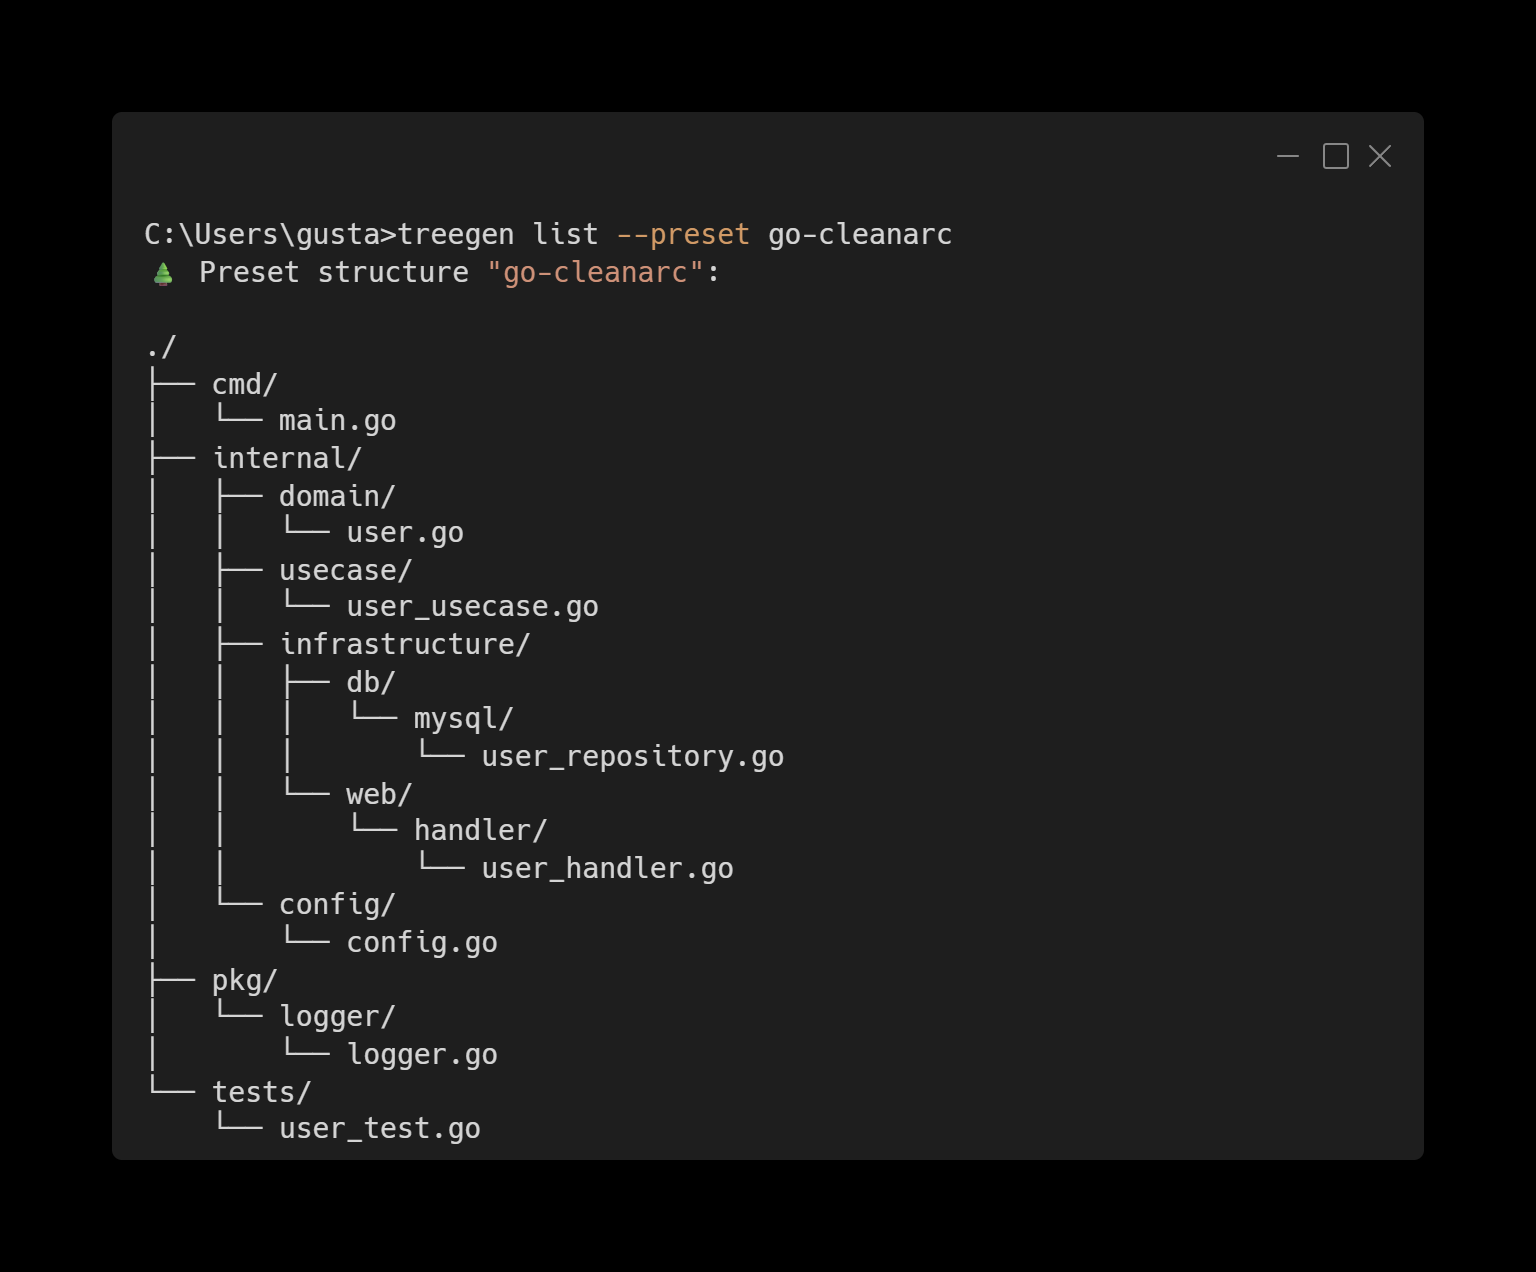 C:\Users\gusta>treegen list --preset go-cleanarc
🌲 Preset structure "go-cleanarc":

./
├── cmd/
│   └── main.go
├── internal/
│   ├── domain/
│   │   └── user.go
│   ├── usecase/
│   │   └── user_usecase.go
│   ├── infrastructure/
│   │   ├── db/
│   │   │   └── mysql/
│   │   │       └── user_repository.go
│   │   └── web/
│   │       └── handler/
│   │           └── user_handler.go
│   └── config/
│       └── config.go
├── pkg/
│   └── logger/
│       └── logger.go
└── tests/
    └── user_test.go